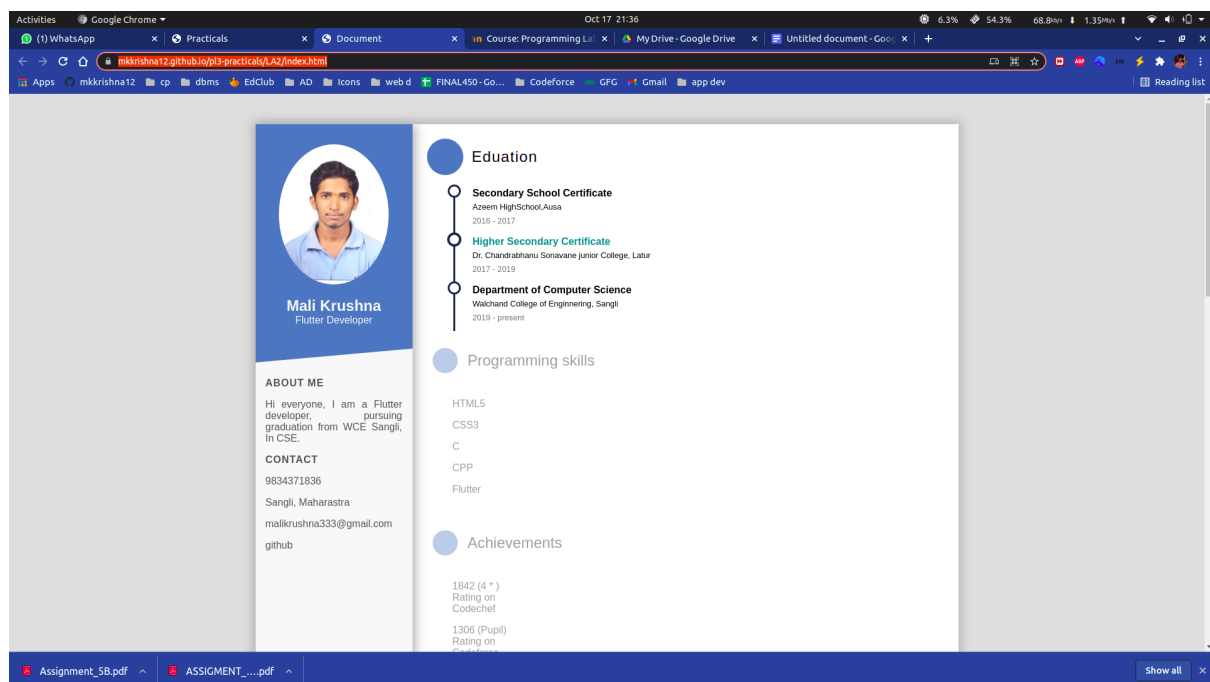 Activities
Google Chrome
Oct 17 21:36
6.3%
54.3%
68.8kb/s
1.35Mb/s
(1) WhatsApp
Practicals
Document
Course: Programming La
My Drive - Google Drive
Untitled document - Goo
mkkrishna12.github.io/pl3-practicals/LA2/index.html
Apps
mkkrishna12
cp
dbms
EdClub
AD
Icons
web d
FINAL450 - Go...
Codeforce
GFG
Gmail
app dev
Reading list
Mali Krushna
Flutter Developer
ABOUT ME
Hi everyone, I am a Flutter
developer, pursuing
graduation from WCE Sangli,
In CSE.
CONTACT
9834371836
Sangli, Maharastra
malikrushna333@gmail.com
github
Eduation
Secondary School Certificate
Azeem HighSchool,Ausa
2016 - 2017
Higher Secondary Certificate
Dr. Chandrabhanu Sonavane junior College, Latur
2017 - 2019
Department of Computer Science
Walchand College of Enginnering, Sangli
2019 - present
Programming skills
HTML5
CSS3
C
CPP
Flutter
Achievements
1842 (4 * )
Rating on
Codechef
1306 (Pupil)
Rating on
Assignment_5B.pdf
ASSIGMENT_....pdf
Show all